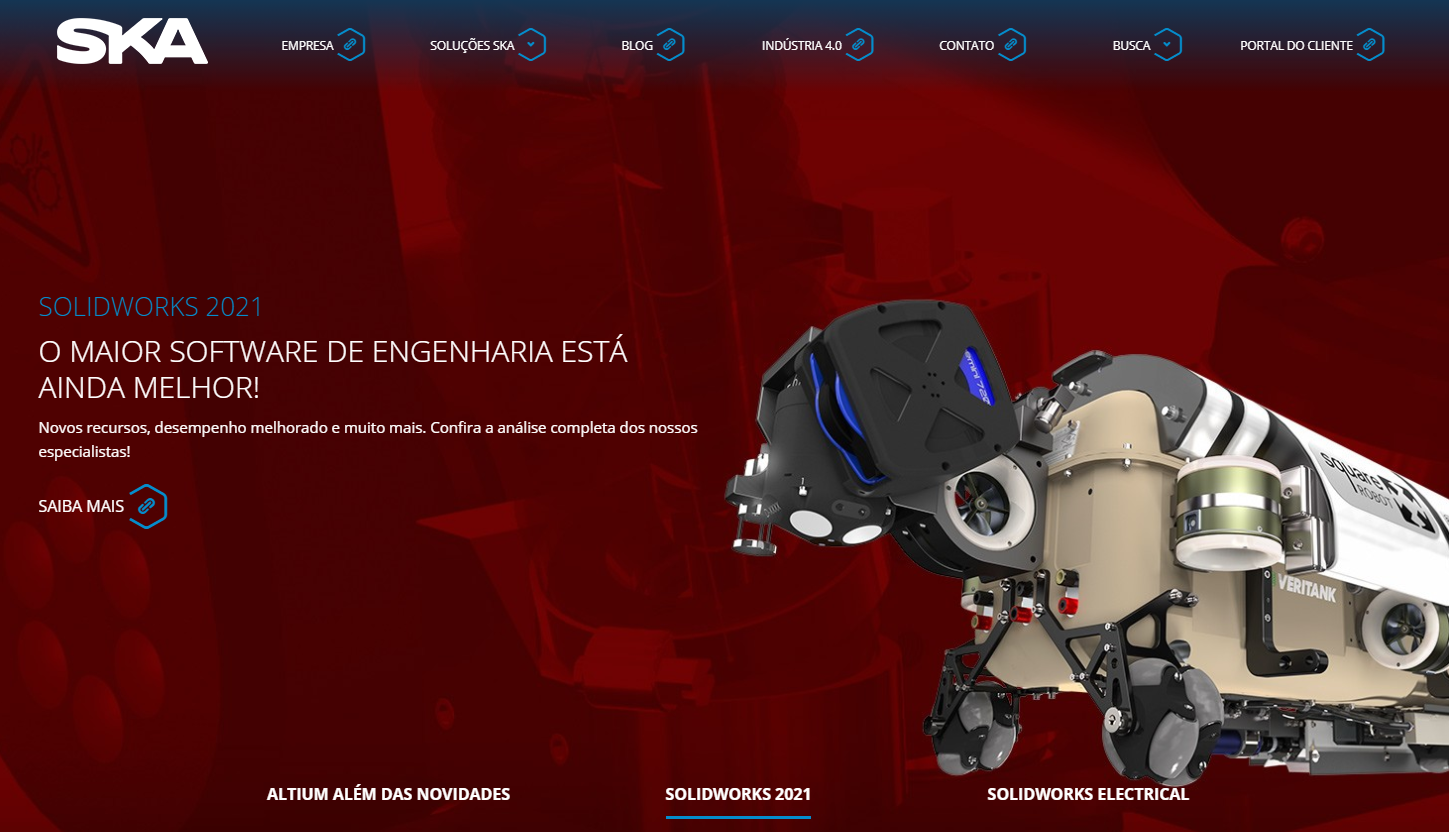 SKA
EMPRESA
SOLUÇÕES SKA
BLOG
INDÚSTRIA 4.0
CONTATO
BUSCA
PORTAL DO CLIENTE
SOLIDWORKS 2021
O MAIOR SOFTWARE DE ENGENHARIA ESTÁ
AINDA MELHOR!
Novos recursos, desempenho melhorado e muito mais. Confira a análise completa dos nossos
especialistas!
SAIBA MAIS
square
ROBOT
VERITANK
ALTIUM ALÉM DAS NOVIDADES
SOLIDWORKS 2021
SOLIDWORKS ELECTRICAL